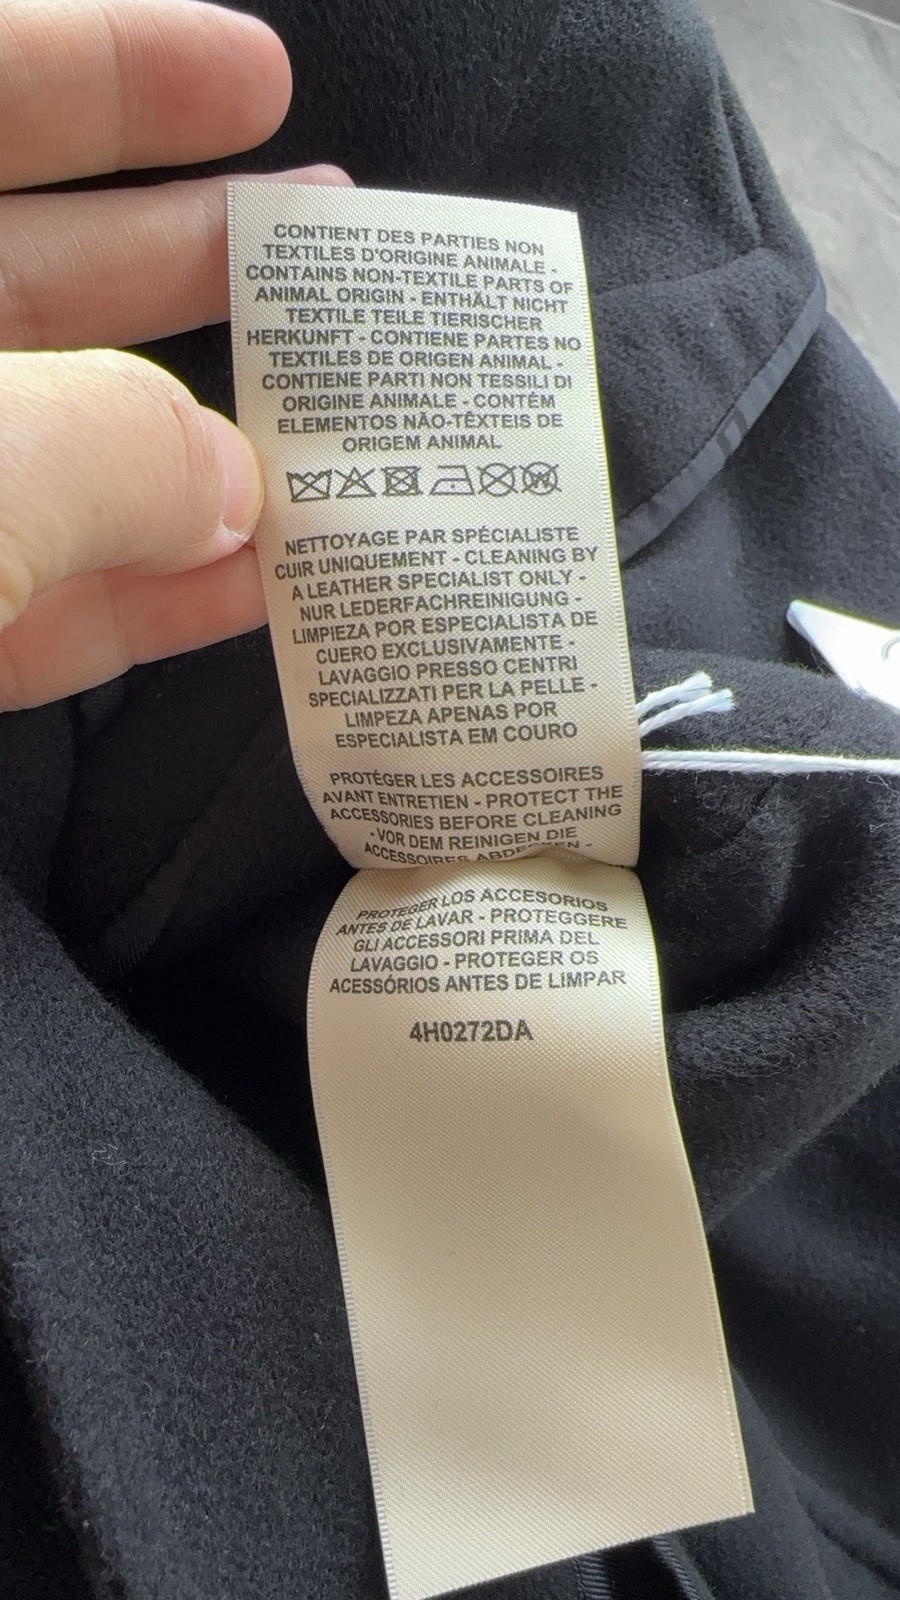 CONTIENT DES PARTIES NON
TEXTILES D'ORIGINE ANIMALE -
CONTAINS NON-TEXTILE PARTS OF
ANIMAL ORIGIN - ENTHÄLT NICHT
TEXTILE TEILE TIERISCHER
HERKUNFT - CONTIENE PARTES NO
TEXTILES DE ORIGEN ANIMAL -
CONTIENE PARTI NON TESSILI DI
ORIGINE ANIMALE - CONTÉM
ELEMENTOS NÃO-TÊXTEIS DE
ORIGEM ANIMAL
NETTOYAGE PAR SPÉCIALISTE
CUIR UNIQUEMENT - CLEANING BY
A LEATHER SPECIALIST ONLY -
NUR LEDERFACHREINIGUNG -
LIMPIEZA POR ESPECIALISTA DE
CUERO EXCLUSIVAMENTE -
LAVAGGIO PRESSO CENTRI
SPECIALIZZATI PER LA PELLE -
LIMPEZA APENAS POR
ESPECIALISTA EM COURO
PROTÉGER LES ACCESSOIRES
AVANT ENTRETIEN - PROTECT THE
ACCESSORIES BEFORE CLEANING
- VOR DEM REINIGEN DIE
ACCESSOIRES ABDECKEN -
PROTEGER LOS ACCESORIOS
ANTES DE LAVAR - PROTEGGERE
GLI ACCESSORI PRIMA DEL
LAVAGGIO - PROTEGER OS
ACESSÓRIOS ANTES DE LIMPAR
4H0272DA